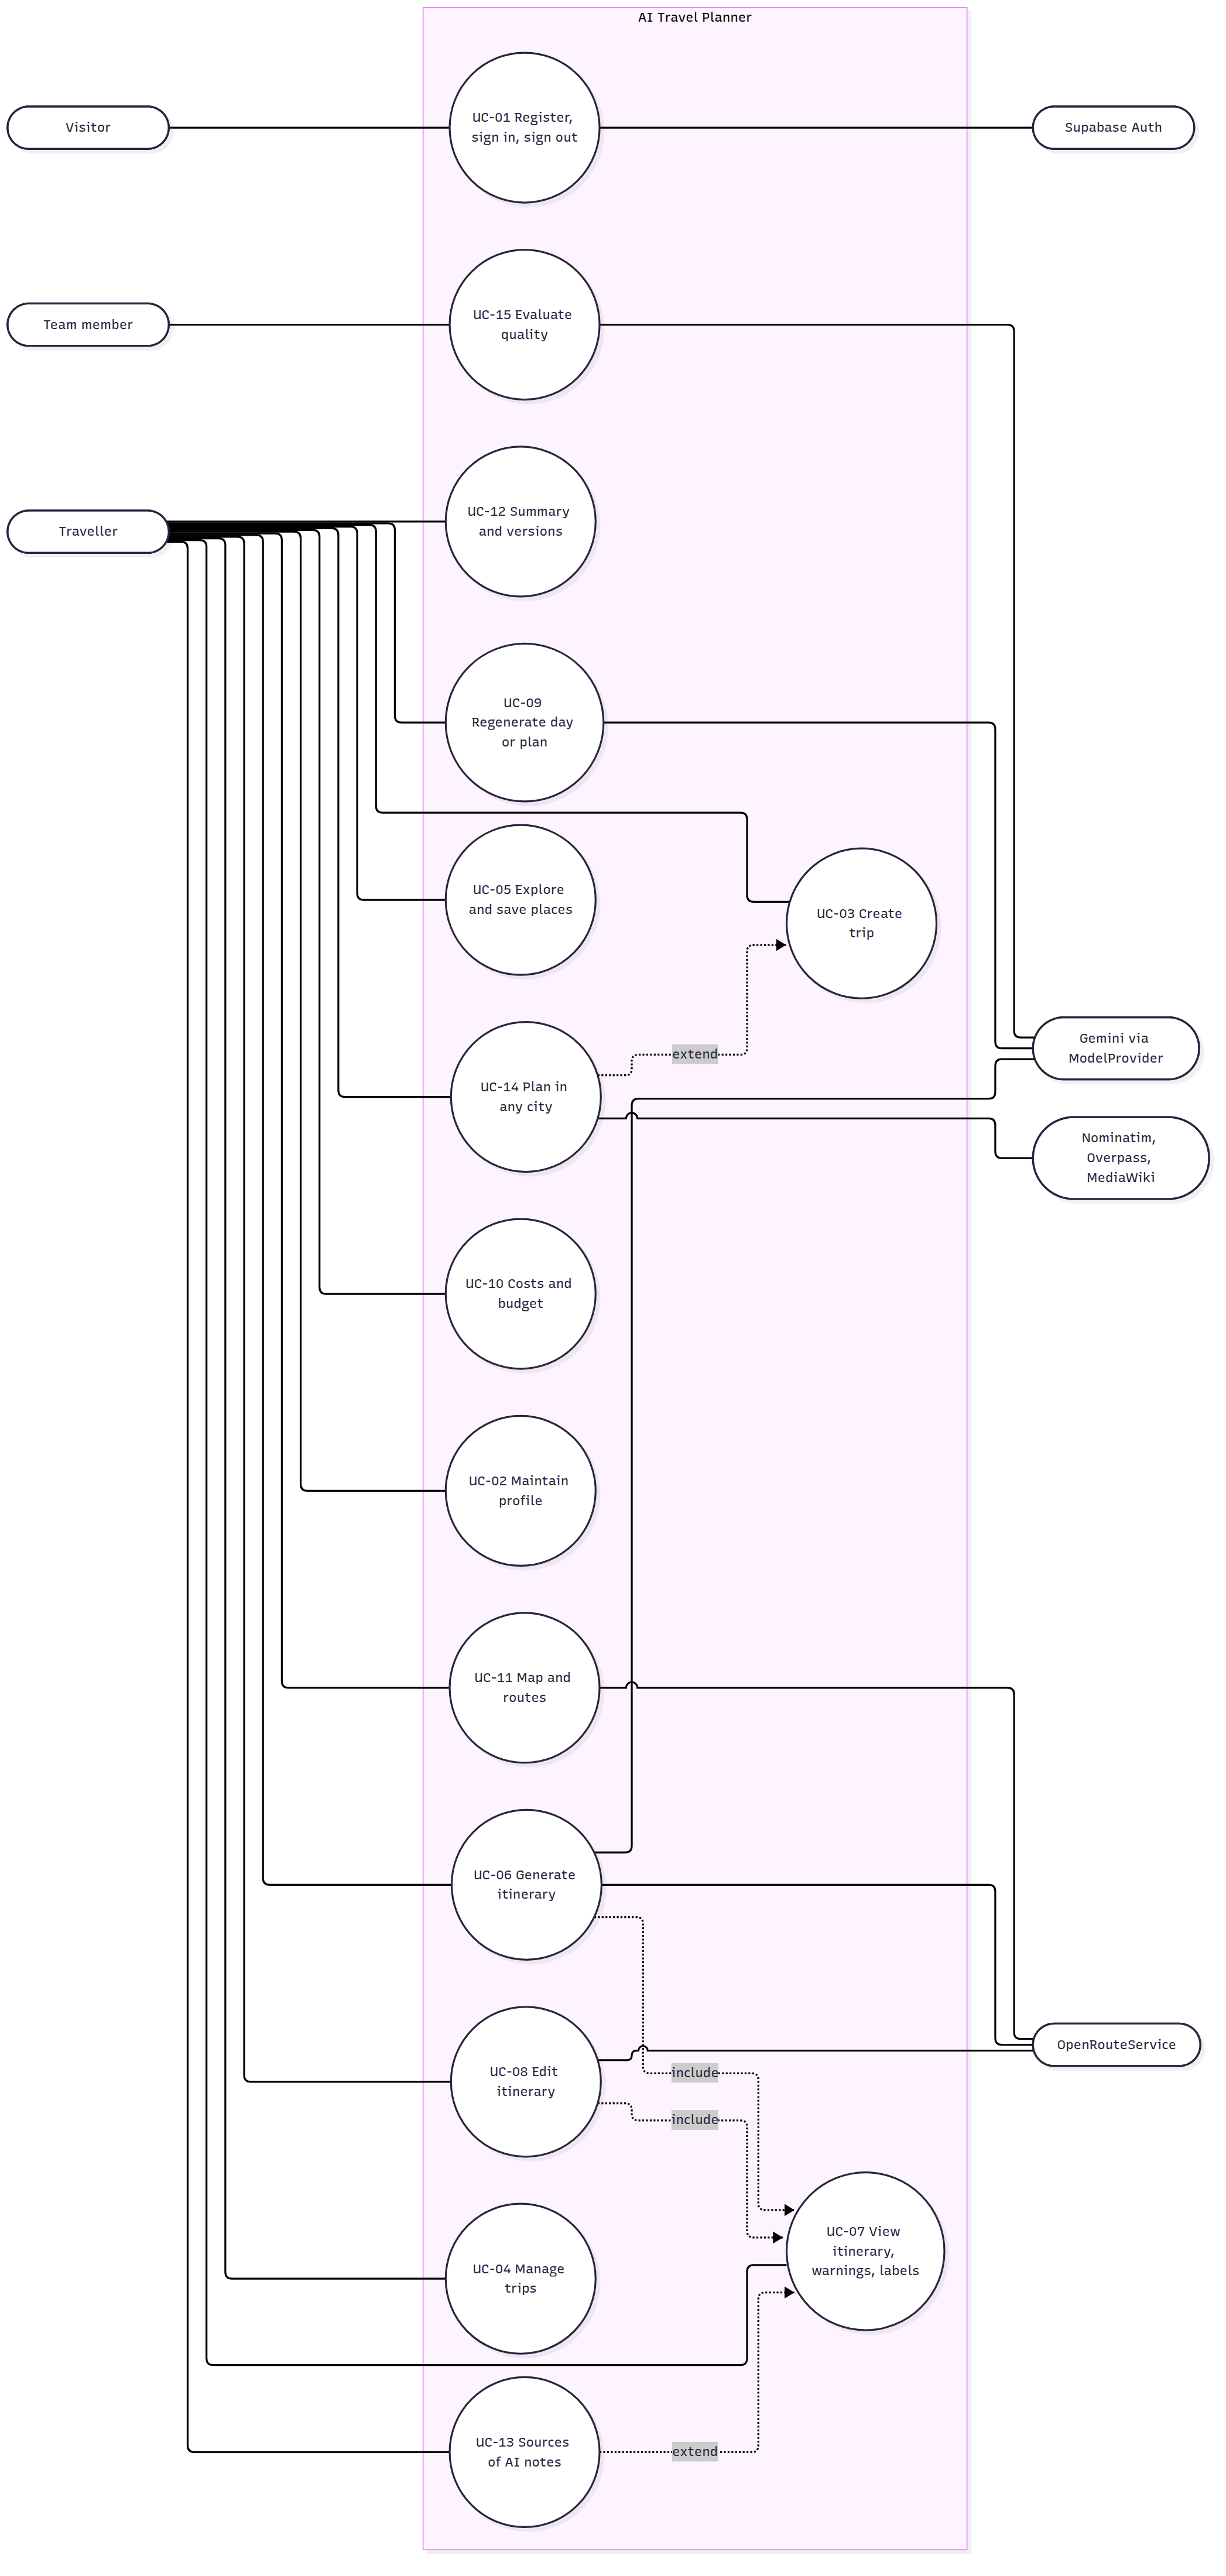 AI Travel Planner
UC-01 Register,
sign in, sign out
Visitor
Supabase Auth
UC-15 Evaluate
quality
Team member
UC-12 Summary
and versions
Traveller
UC-09
Regenerate day
or plan
UC-05 Explore
and save places
UC-03 Create
trip
Gemini via
ModelProvider
extend
UC-14 Plan in
any city
Nominatim,
Overpass,
MediaWiki
UC-10 Costs and
budget
UC-02 Maintain
profile
UC-11 Map and
routes
UC-06 Generate
itinerary
OpenRouteService
UC-08 Edit
itinerary
include
include
UC-07 View
itinerary,
warnings, labels
UC-04 Manage
trips
UC-13 Sources
of AI notes
extend